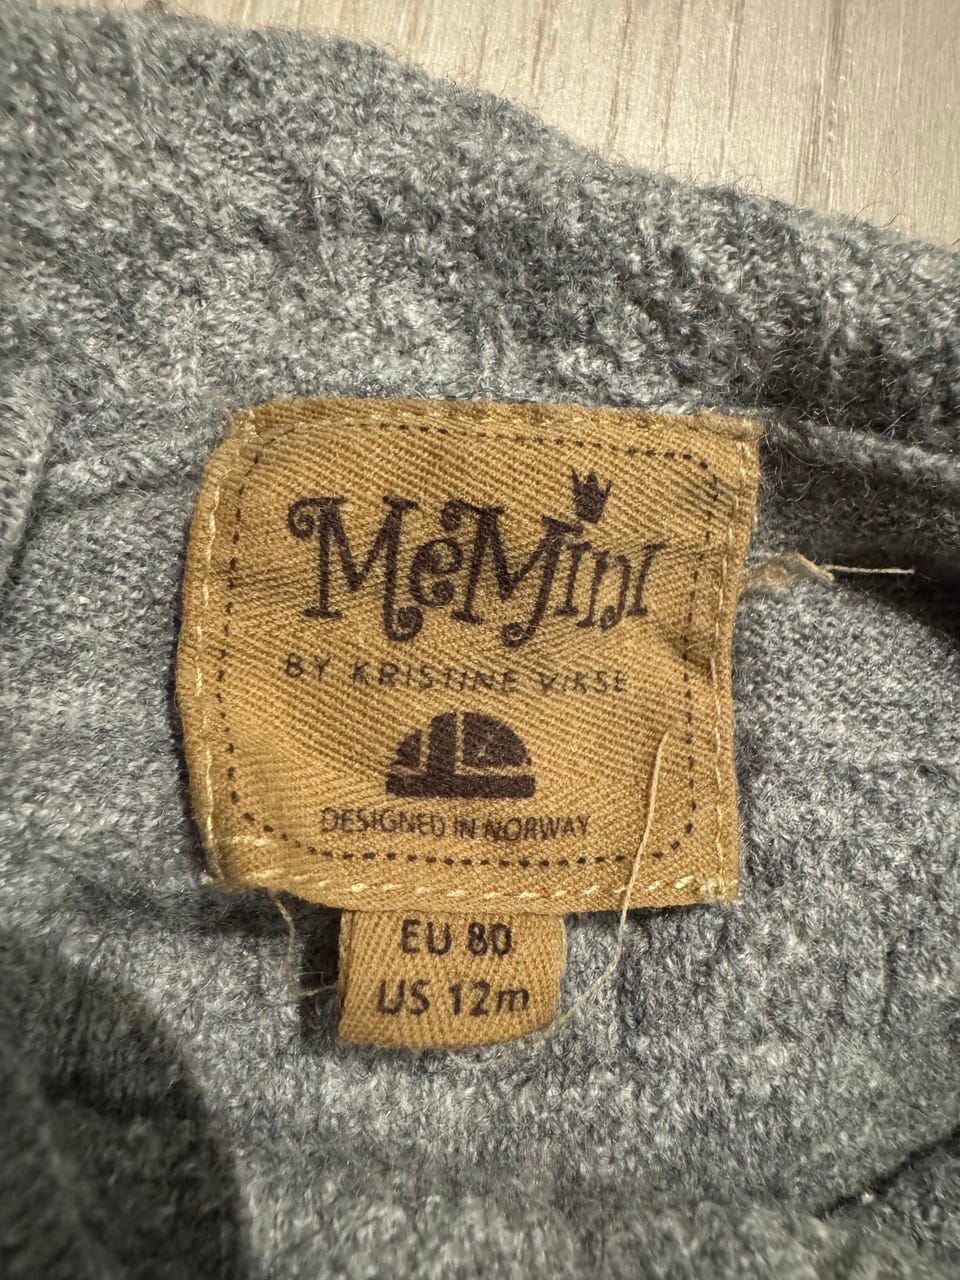 MeMini
BY KRISTINE VIKSE
DESIGNED IN NORWAY
EU 80
US 12m